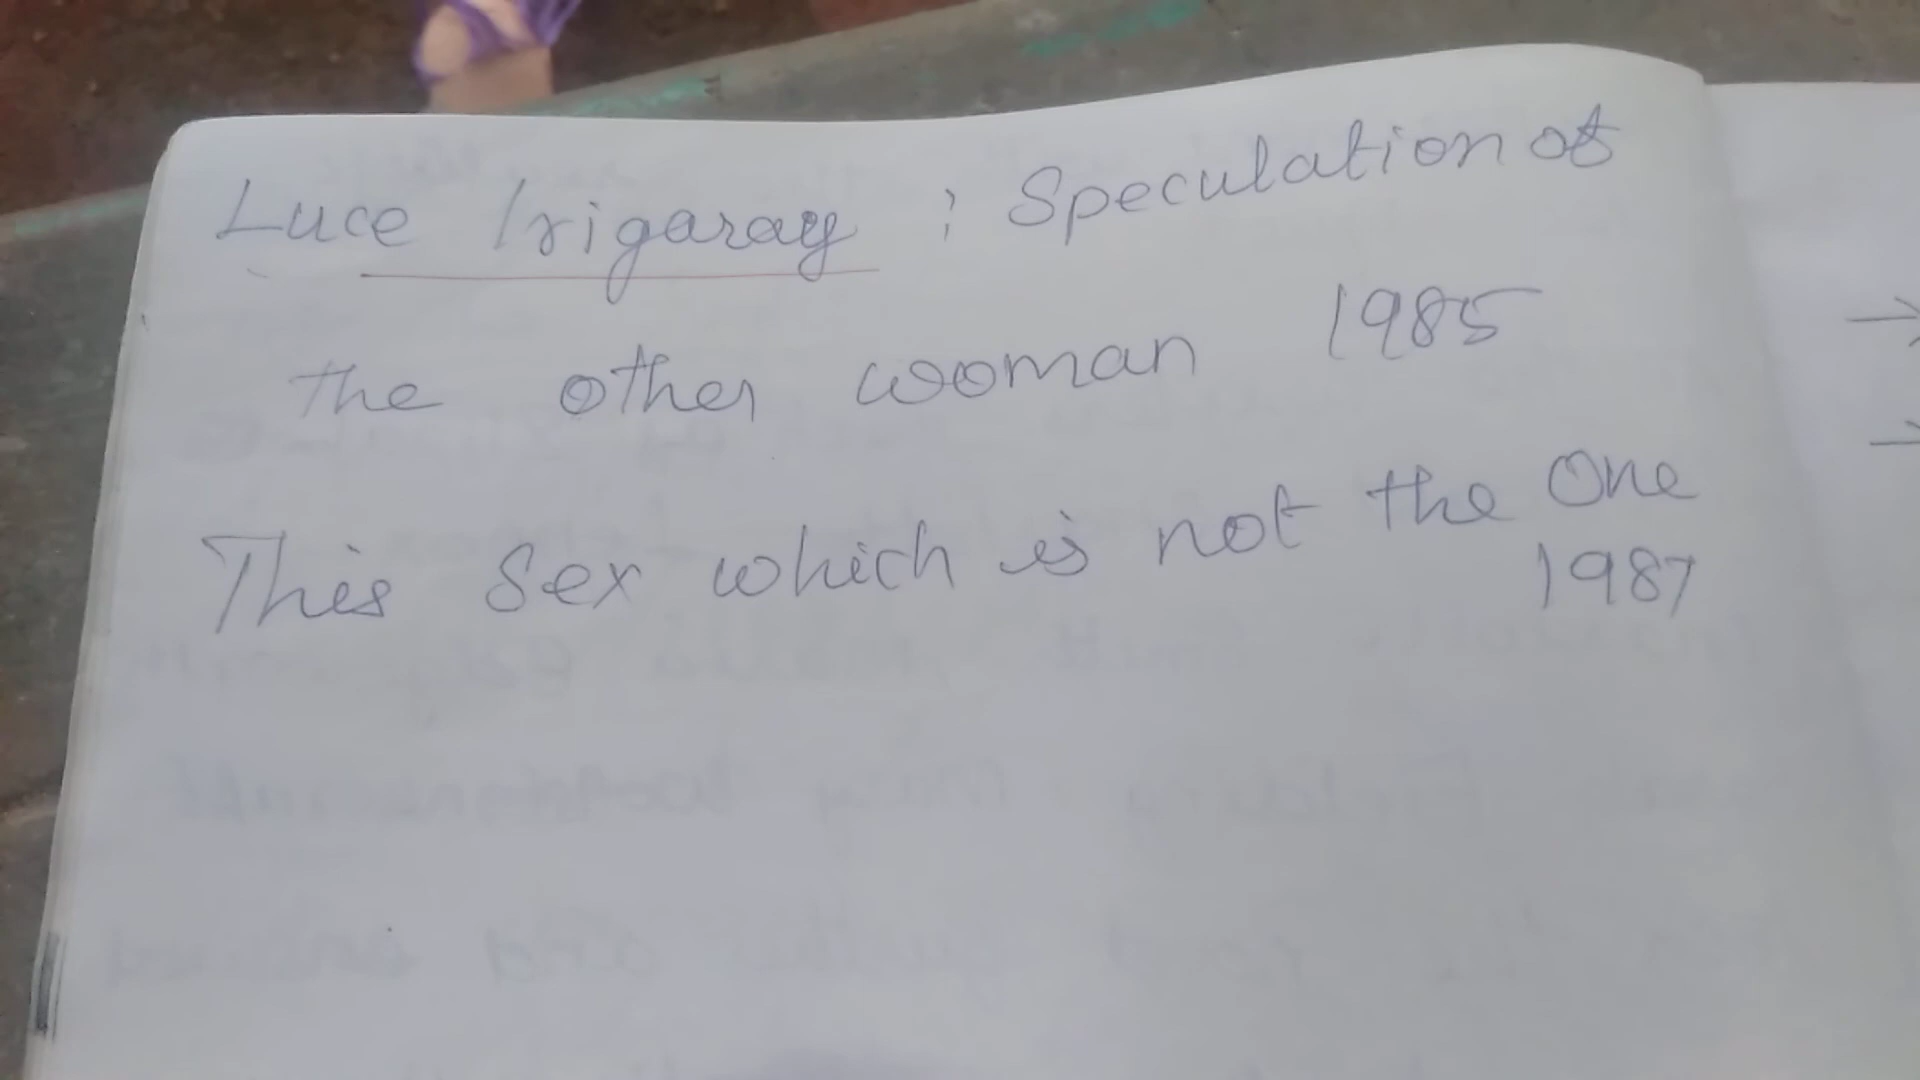 Luce Irigaray : Speculation of
the other woman 1985
This Sex which is not the One
1987